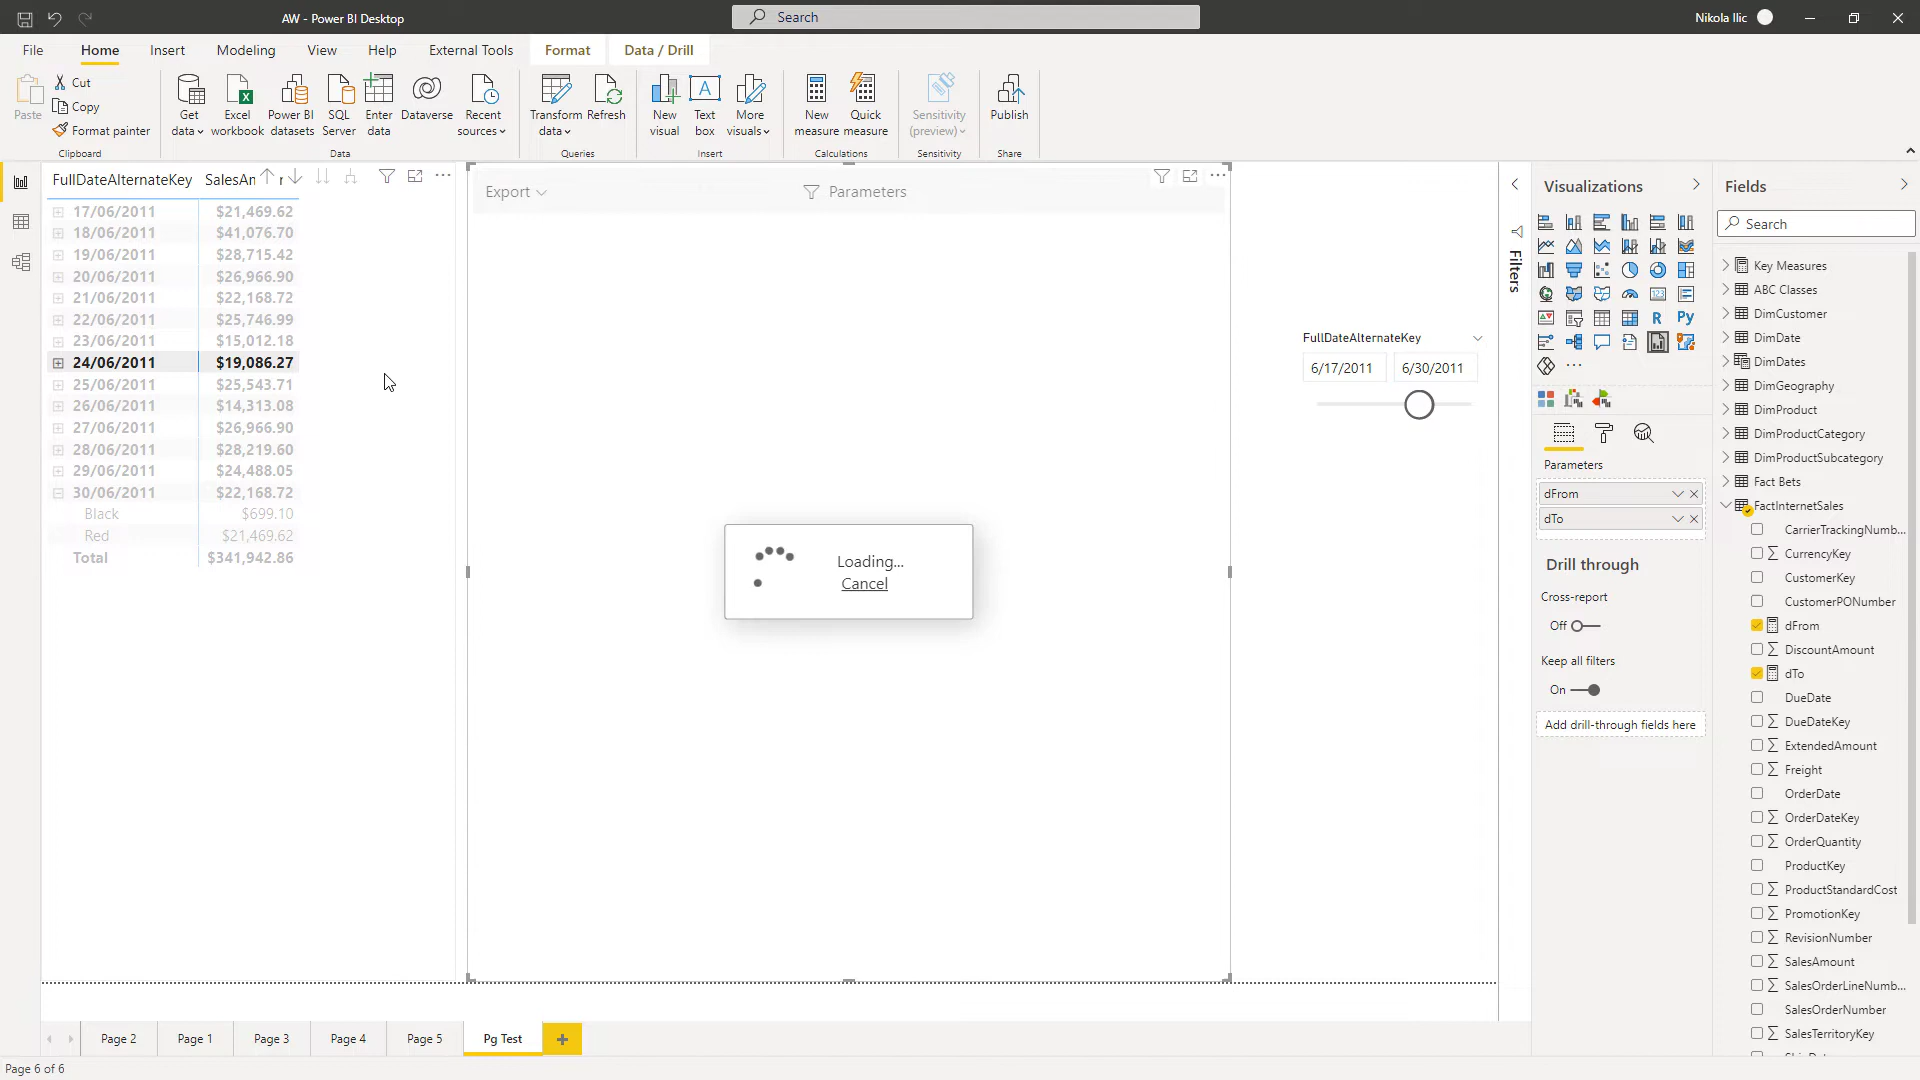 AW - Power BI Desktop
Search
Nikola Ilic
File
Home
Insert
Modeling
View
Help
External Tools
Format
Data / Drill
Paste
Cut
Copy
Format painter
Clipboard
Get data
Excel workbook
Power BI datasets
SQL Server
Enter data
Dataverse
Recent sources
Data
Transform data
Refresh
Queries
New visual
A
Text box
More visuals
Insert
New measure
Quick measure
Calculations
Sensitivity (preview)
Sensitivity
Publish
Share
FullDateAlternateKey SalesAm
17/06/2011 $21,469.62
18/06/2011 $41,076.70
19/06/2011 $28,715.42
20/06/2011 $26,966.90
21/06/2011 $22,168.72
22/06/2011 $25,746.99
23/06/2011 $15,012.18
24/06/2011 $19,086.27
25/06/2011 $25,543.71
26/06/2011 $14,313.08
27/06/2011 $26,966.90
28/06/2011 $28,219.60
29/06/2011 $24,488.05
30/06/2011 $22,168.72
Black $699.10
Red $21,469.62
Total $341,942.86
Export
Parameters
Loading...
Cancel
FullDateAlternateKey
6/17/2011 6/30/2011
Filters
Visualizations
123
R
Py
Parameters
dFrom
dTo
Drill through
Cross-report
Off
Keep all filters
On
Add drill-through fields here
Fields
Search
Key Measures
ABC Classes
DimCustomer
DimDate
DimDates
DimGeography
DimProduct
DimProductCategory
DimProductSubcategory
Fact Bets
FactInternetSales
CarrierTrackingNumb...
CurrencyKey
CustomerKey
CustomerPONumber
dFrom
DiscountAmount
dTo
DueDate
DueDateKey
ExtendedAmount
Freight
OrderDate
OrderDateKey
OrderQuantity
ProductKey
ProductStandardCost
PromotionKey
RevisionNumber
SalesAmount
SalesOrderLineNumb...
SalesOrderNumber
SalesTerritoryKey
Page 2
Page 1
Page 3
Page 4
Page 5
Pg Test
Page 6 of 6